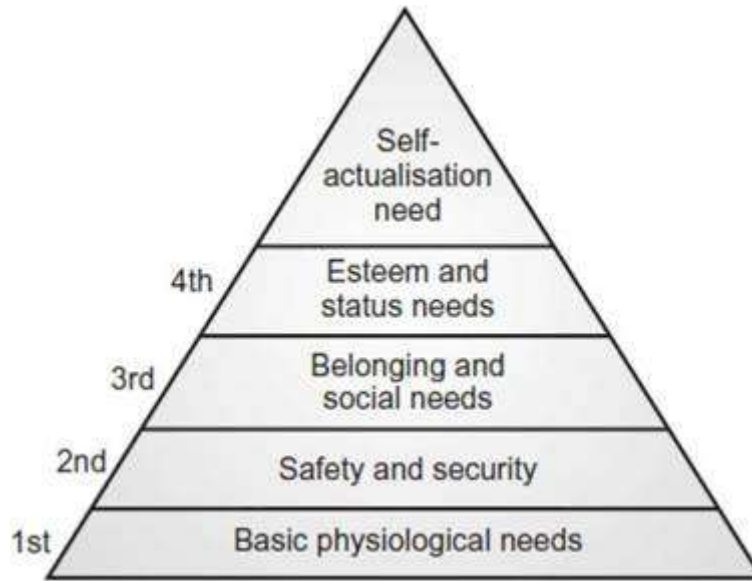 Self-
actualisation
need
4th
Esteem and
status needs
3rd
Belonging and
social needs
2nd
Safety and security
1st
Basic physiological needs